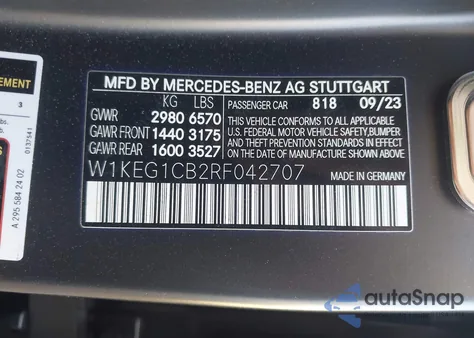 EMENT
3
0137541
A 295 584 24 02
MFD BY MERCEDES-BENZ AG STUTTGART
KG LBS
PASSENGER CAR 818 09/23
GVWR 2980 6570
GAWR FRONT 1440 3175
GAWR REAR 1600 3527
THIS VEHICLE CONFORMS TO ALL APPLICABLE
U.S. FEDERAL MOTOR VEHICLE SAFETY, BUMPER,
AND THEFT PREVENTION STANDARDS IN EFFECT ON
THE DATE OF MANUFACTURE SHOWN ABOVE.
W1KEG1CB2RF042707
MADE IN GERMANY
autoSnap